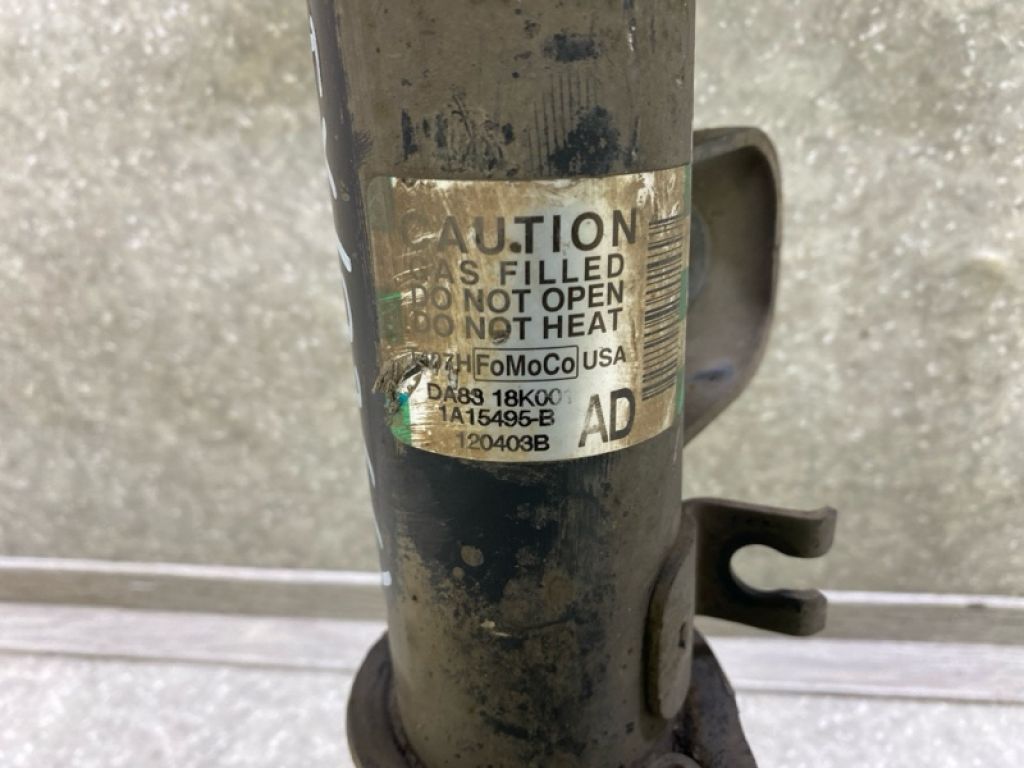 CAUTION
GAS FILLED
DO NOT OPEN
DO NOT HEAT
FoMoCo USA
DA83 18K001
1A15495-B
AD
120403B